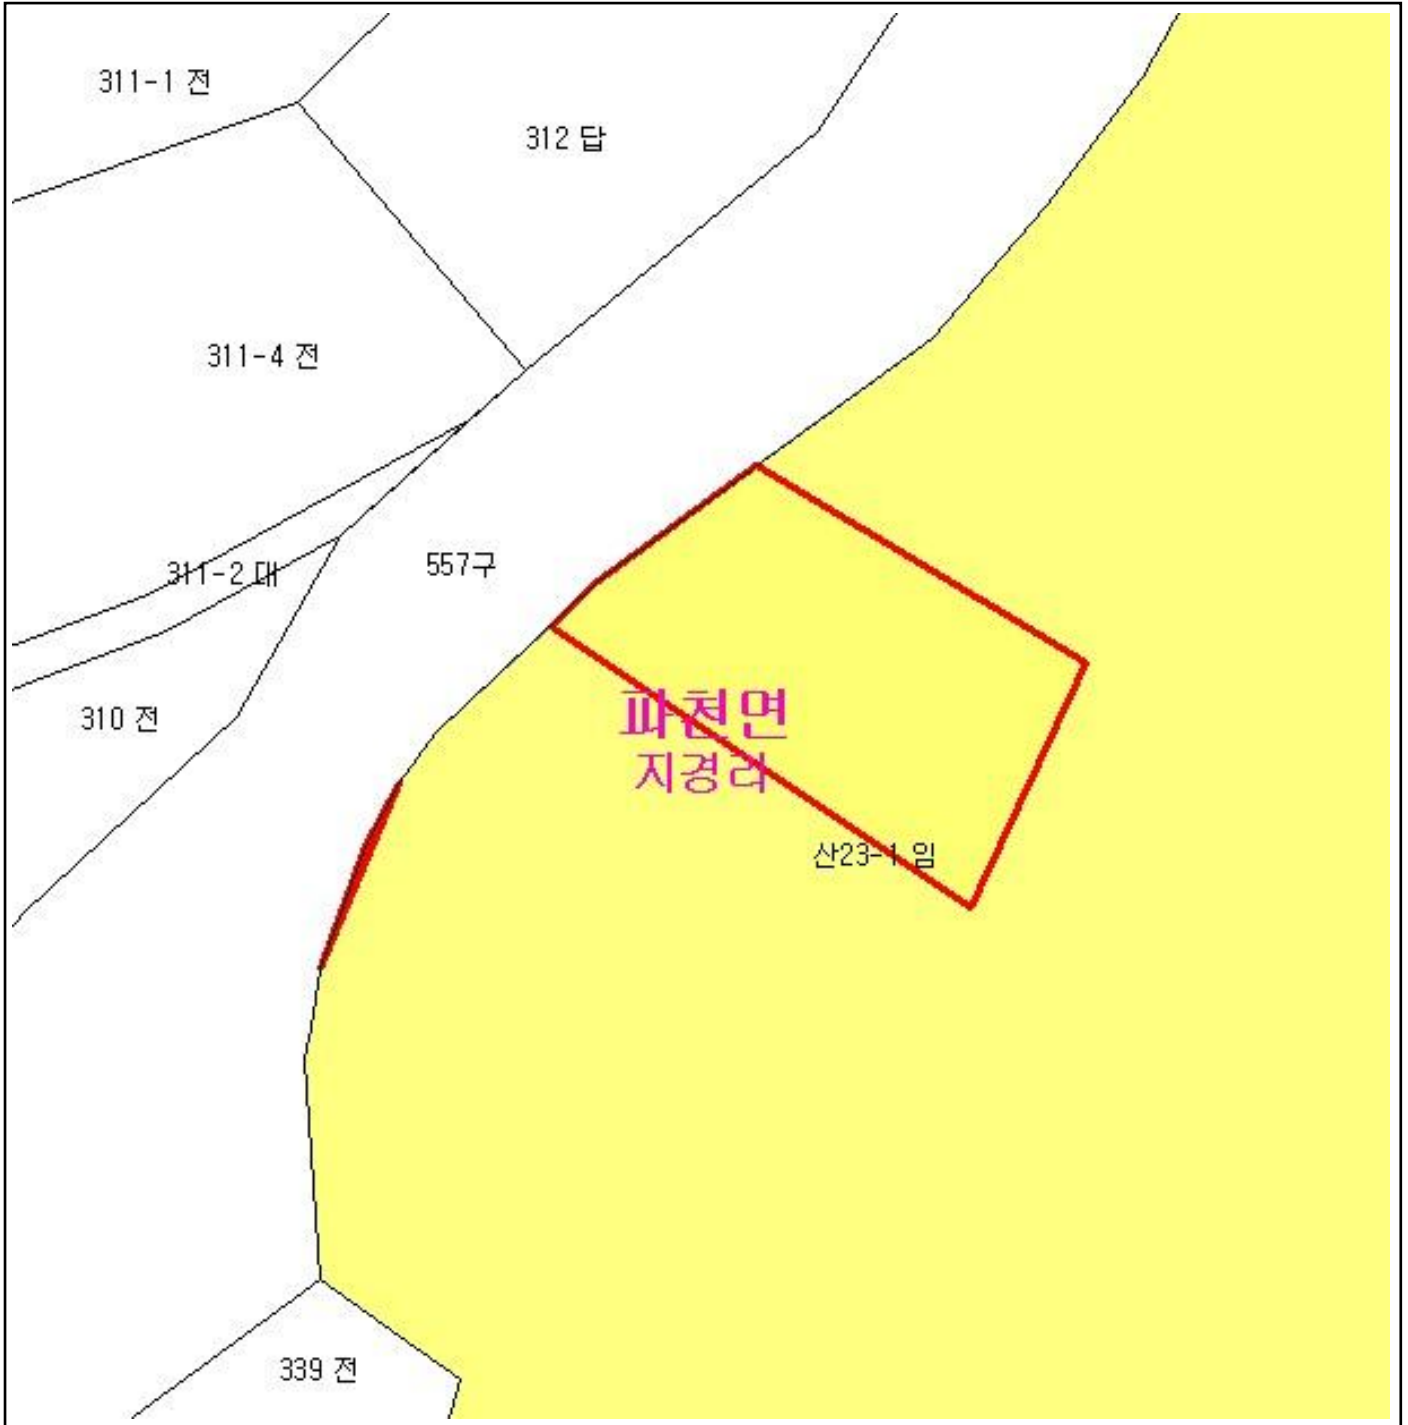 311-1 전
312 답
311-4 전
557구
311-2 대
310 전
파천면
지경리
산23-1 임
339 전